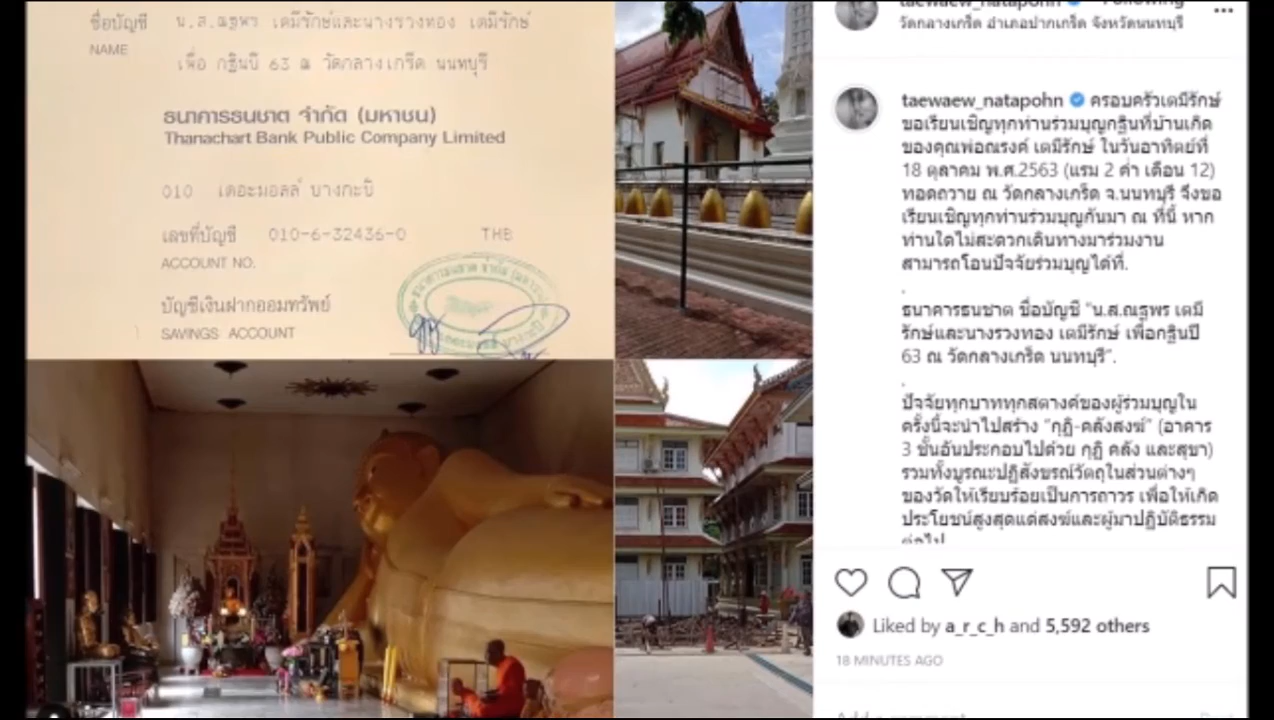 ชื่อบัญชี น.ส.ณฐพร เตมีรักษ์และนางรวงทอง เตมีรักษ์
NAME
เพื่อ กฐินปี 63 ณ วัดกลางเกร็ด นนทบุรี
ธนาคารธนชาต จำกัด (มหาชน)
Thanachart Bank Public Company Limited
010 เดอะมอลล์ บางกะปิ
เลขที่บัญชี 010-6-32436-0 THB
ACCOUNT NO.
บัญชีเงินฝากออมทรัพย์
SAVINGS ACCOUNT
taewaew_natapohn Following
วัดกลางเกร็ด อำเภอปากเกร็ด จังหวัดนนทบุรี
taewaew_natapohn ครอบครัวเตมีรักษ์
ขอเรียนเชิญทุกท่านร่วมบุญกฐินที่บ้านเกิด
ของคุณพ่อณรงค์ เตมีรักษ์ ในวันอาทิตย์ที่
18 ตุลาคม พ.ศ.2563 (แรม 2 ค่ำ เดือน 12)
ทอดถวาย ณ วัดกลางเกร็ด จ.นนทบุรี จึงขอ
เรียนเชิญทุกท่านร่วมบุญกันมา ณ ที่นี้ หาก
ท่านใดไม่สะดวกเดินทางมาร่วมงาน
สามารถโอนปัจจัยร่วมบุญได้ที่.
.
ธนาคารธนชาต ชื่อบัญชี "น.ส.ณฐพร เตมี
รักษ์และนางรวงทอง เตมีรักษ์ เพื่อกฐินปี
63 ณ วัดกลางเกร็ด นนทบุรี".
.
ปัจจัยทุกบาททุกสตางค์ของผู้ร่วมบุญใน
ครั้งนี้จะนำไปสร้าง "กุฏิ-คลังสงฆ์" (อาคาร
3 ชั้นอันประกอบไปด้วย กุฏิ คลัง และสุขา)
รวมทั้งบูรณะปฏิสังขรณ์วัตถุในส่วนต่างๆ
ของวัดให้เรียบร้อยเป็นการถาวร เพื่อให้เกิด
ประโยชน์สูงสุดแต่สงฆ์และผู้มาปฏิบัติธรรม
ต่อไป
Liked by a_r_c_h and 5,592 others
18 MINUTES AGO
Add a comment